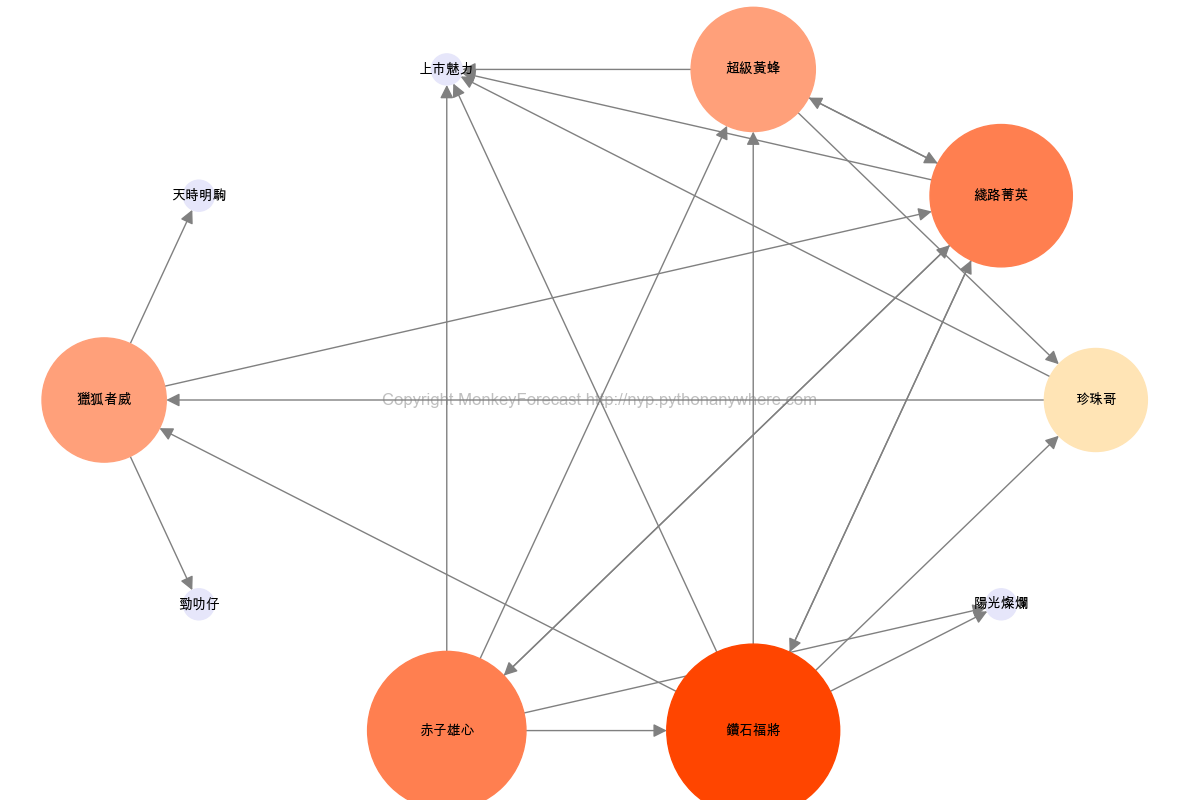 超級黃蜂
上市魅力
綫路菁英
天時明駒
獵狐者威
Copyright MonkeyForecast http://nyp.pythonanywhere.com
珍珠哥
勁叻仔
陽光燦爛
赤子雄心
鑽石福將